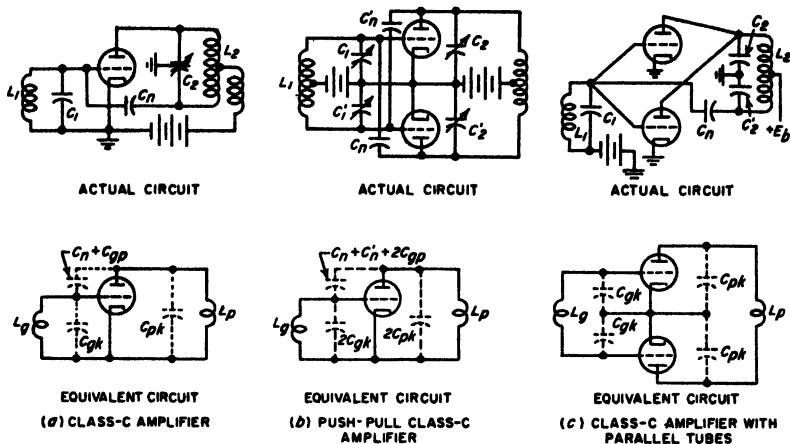 L1
C1
Cn
C2
L2
ACTUAL CIRCUIT
L1
C1
C'1
C'n
Cn
C2
C'2
ACTUAL CIRCUIT
C1
L1
Cn
C2
C'2
L2
+Eb
ACTUAL CIRCUIT
Cn + Cgp
Lg
Cgk
Cpk
Lp
EQUIVALENT CIRCUIT
(a) CLASS-C AMPLIFIER
Cn + C'n + 2Cgp
Lg
2Cgk
2Cpk
Lp
EQUIVALENT CIRCUIT
(b) PUSH-PULL CLASS-C
AMPLIFIER
Lg
Cgk
Cgk
Cpk
Cpk
Lp
EQUIVALENT CIRCUIT
(c) CLASS-C AMPLIFIER WITH
PARALLEL TUBES